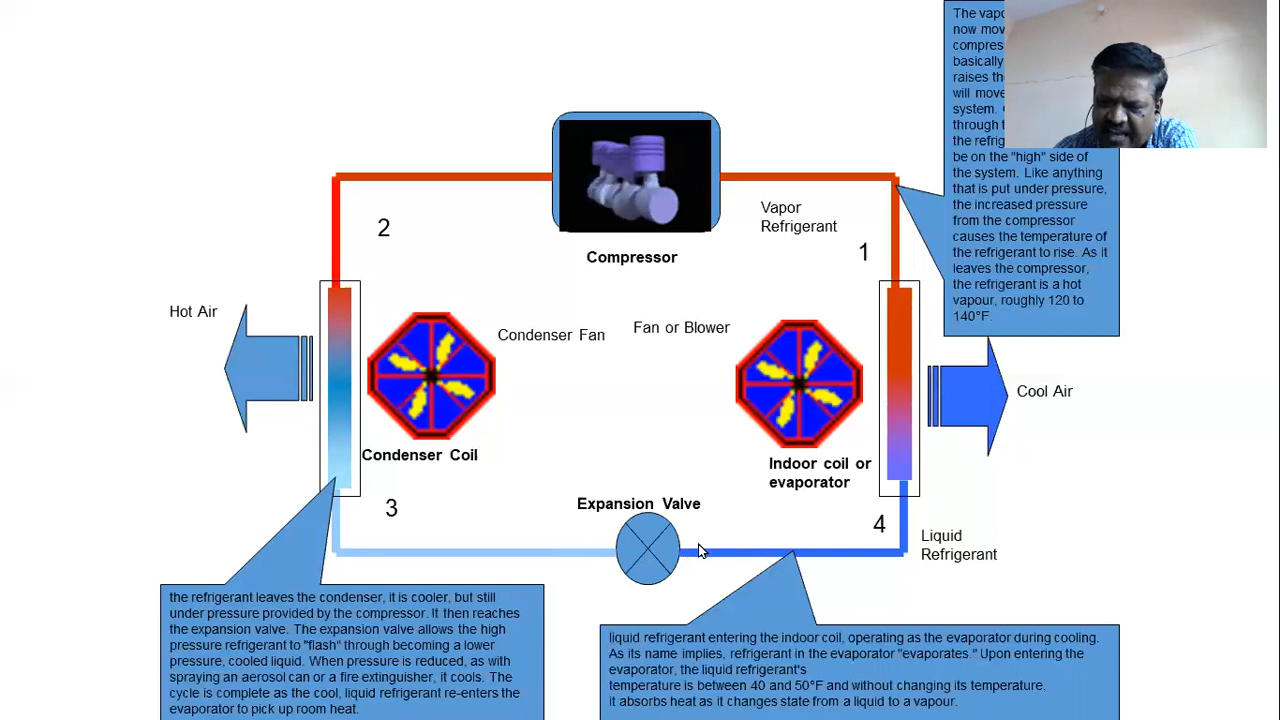 The
now
compres
basically
raises
will
system.
through
the
be on the "high" side of
the system. Like anything
that is put under pressure,
the increased pressure
from the compressor
causes the temperature of
the refrigerant to rise. As it
leaves the compressor,
the refrigerant is a hot
vapour, roughly 120 to
140°F.
2
Vapor
Refrigerant
1
Compressor
Hot Air
Condenser Fan
Fan or Blower
Cool Air
Condenser Coil
Indoor coil or
evaporator
3
Expansion Valve
4
Liquid
Refrigerant
the refrigerant leaves the condenser, it is cooler, but still
under pressure provided by the compressor. It then reaches
the expansion valve. The expansion valve allows the high
pressure refrigerant to "flash" through becoming a lower
pressure, cooled liquid. When pressure is reduced, as with
spraying an aerosol can or a fire extinguisher, it cools. The
cycle is complete as the cool, liquid refrigerant re-enters the
evaporator to pick up room heat.
liquid refrigerant entering the indoor coil, operating as the evaporator during cooling.
As its name implies, refrigerant in the evaporator "evaporates." Upon entering the
evaporator, the liquid refrigerant's
temperature is between 40 and 50°F and without changing its temperature.
it absorbs heat as it changes state from a liquid to a vapour.